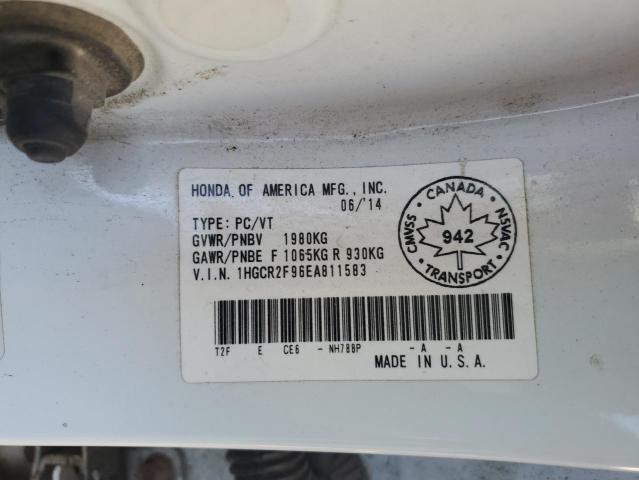 HONDA OF AMERICA MFG., INC.
06/'14
TYPE: PC/VT
GVWR/PNBV 1980KG
GAWR/PNBE F 1065KG R 930KG
V.I.N. 1HGCR2F96EA811583
CANADA
CMVSS
942
NSVAC
TRANSPORT
T2F E CE6 - NH788P - A - A
MADE IN U.S.A.